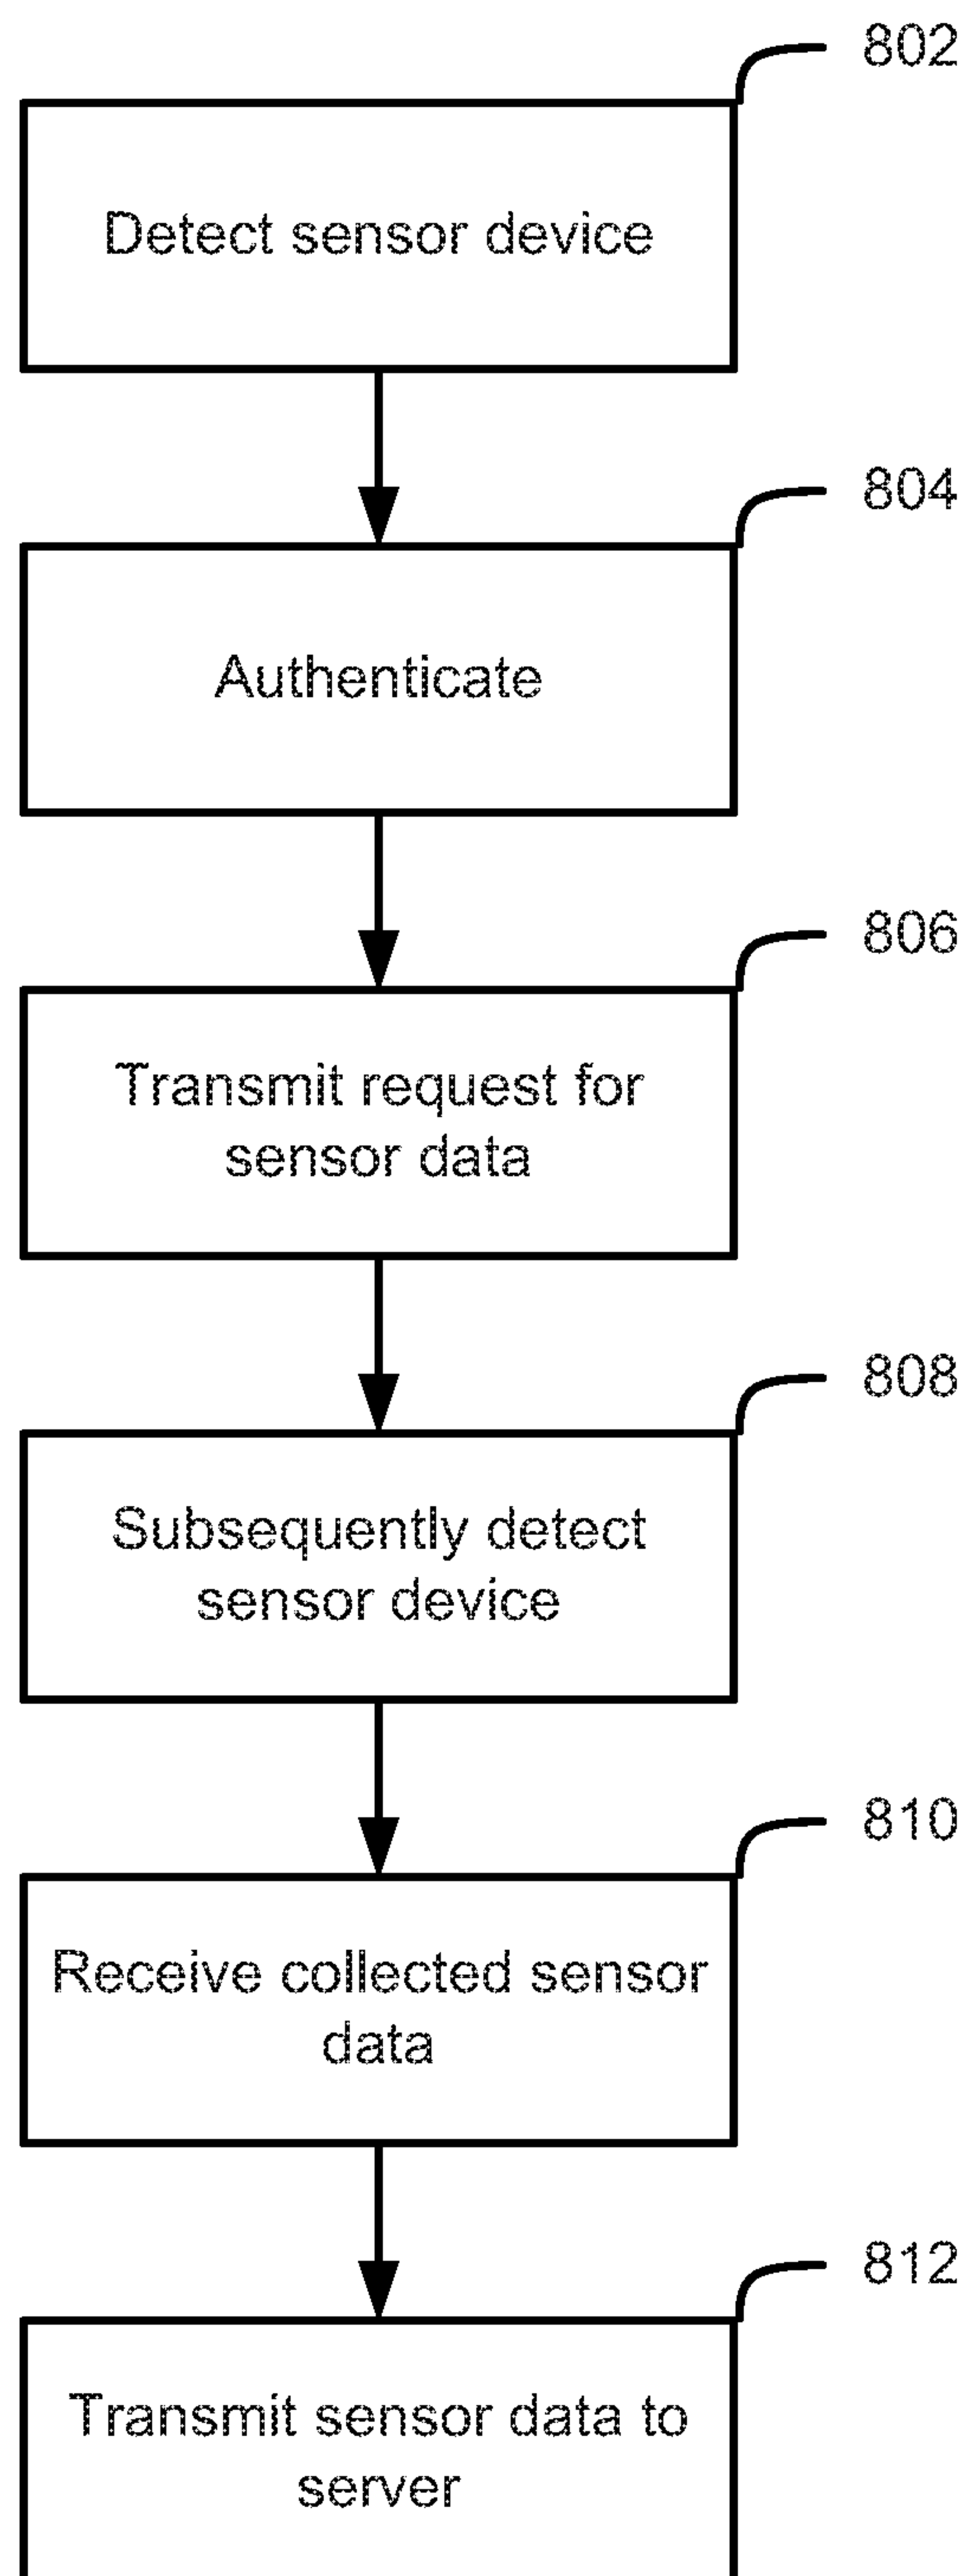 802
Detect sensor device
804
Authenticate
806
Transmit request for
sensor data
808
Subsequently detect
sensor device
810
Receive collected sensor
data
812
Transmit sensor data to
server